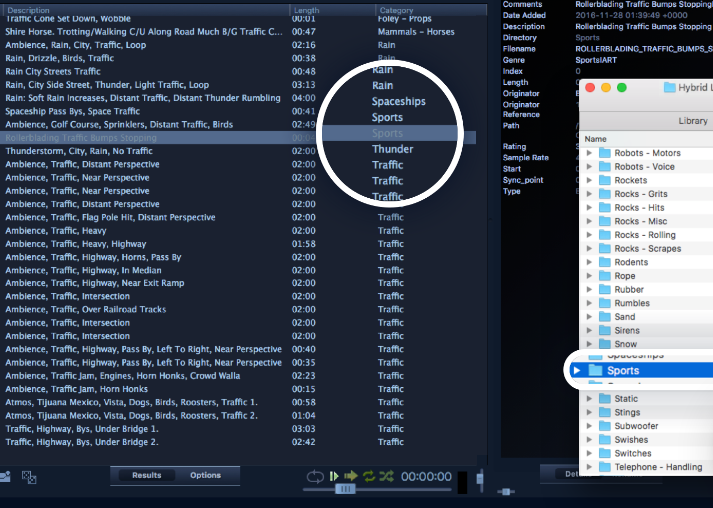 Description Length Category
Traffic Cone Set Down, Wobble 00:01 Foley - Props
Shire Horse. Trotting/Walking C/U Along Road Much B/G Traffic C... 00:47 Mammals - Horses
Ambience, Rain, City, Traffic, Loop 02:16 Rain
Rain, Drizzle, Birds, Traffic 00:38 Rain
Rain City Streets Traffic 00:48 Rain
Rain, City Side Street, Thunder, Light Traffic, Loop 03:13 Rain
Rain: Soft Rain increases, Distant Traffic, Distant Thunder Rumbling 04:00 Spaceships
Spaceship Pass Bys, Space Traffic 00:41 Sports
Ambience, Golf Course, Sprinklers, Distant Traffic, Birds 02:49 Sports
Rollerblading Traffic Bumps Stopping
Thunderstorm, City, Rain, No Traffic 02:00 Thunder
Ambience, Traffic, Distant Perspective 02:00 Traffic
Ambience, Traffic, Near Perspective 02:00 Traffic
Ambience, Traffic, Near Perspective 02:00 Traffic
Ambience, Traffic, Distant Perspective 02:00
Ambience, Traffic, Flag Pole Hit, Distant Perspective 02:00 Traffic
Ambience, Traffic, Heavy 02:00 Traffic
Ambience, Traffic, Heavy, Highway 01:58 Traffic
Ambience, Traffic, Highway, Horns, Pass By 02:00 Traffic
Ambience, Traffic, Highway, In Median 02:00 Traffic
Ambience, Traffic, Highway, Near Exit Ramp 02:00 Traffic
Ambience, Traffic, Intersection 02:00 Traffic
Ambience, Traffic, Over Railroad Tracks 02:00 Traffic
Ambience, Traffic, Intersection 02:00 Traffic
Ambience, Traffic, Intersection 02:00 Traffic
Ambience, Traffic, Highway, Pass By, Left To Right, Near Perspective 00:40 Traffic
Ambience, Traffic, Highway, Pass By, Left To Right, Near Perspective 00:35 Traffic
Ambience, Traffic Jam, Engines, Horn Honks, Crowd Walla 02:23 Traffic
Ambience, Traffic Jam, Horn Honks 00:15 Traffic
Atmos, Tijuana Mexico, Vista, Dogs, Birds, Roosters, Traffic 1. 00:58 Traffic
Atmos, Tijuana Mexico, Vista, Dogs, Birds, Roosters, Traffic 2. 01:04 Traffic
Traffic, Highway, Bys, Under Bridge 1. 03:03 Traffic
Traffic, Highway, Bys, Under Bridge 2. 02:42 Traffic
Results Options 00:00:00
Comments Rollerblading Traffic Bumps Stopping
Date Added 2016-11-28 01:39:49 +0000
Description Rollerblading Traffic Bumps Stopping
Directory Sports
Filename ROLLERBLADING_TRAFFIC_BUMPS_S
Genre Sports|ART
Index 0
Length 0
Originator B
Originator T
Reference
Path /
Rating S
Sample Rate 4
Start 0
Sync_point 0
Type B
Hybrid L
Library
Name
Robots - Motors
Robots - Voice
Rockets
Rocks - Grits
Rocks - Hits
Rocks - Misc
Rocks - Rolling
Rocks - Scrapes
Rodents
Rope
Rubber
Rumbles
Sand
Sirens
Snow
Spaceships
Sports
Static
Stings
Subwoofer
Swishes
Switches
Telephone - Handling